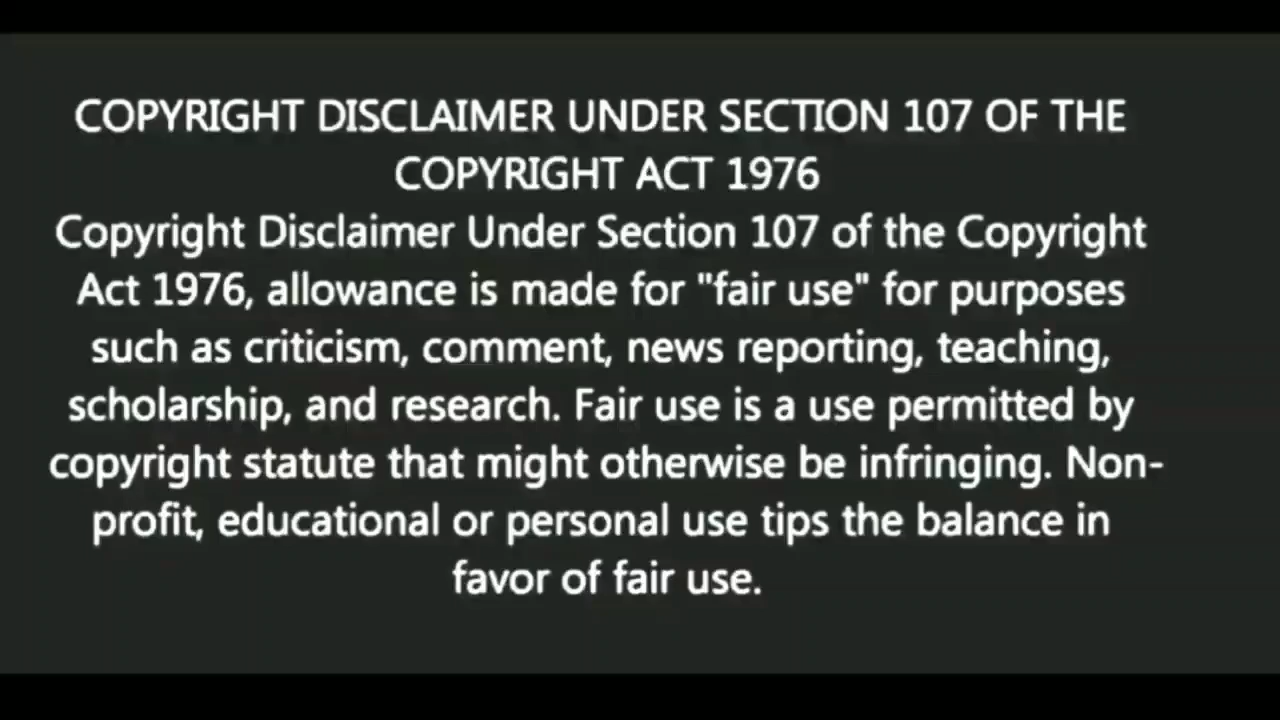 COPYRIGHT DISCLAIMER UNDER SECTION 107 OF THE
COPYRIGHT ACT 1976
Copyright Disclaimer Under Section 107 of the Copyright
Act 1976, allowance is made for "fair use" for purposes
such as criticism, comment, news reporting, teaching,
scholarship, and research. Fair use is a use permitted by
copyright statute that might otherwise be infringing. Non-
profit, educational or personal use tips the balance in
favor of fair use.